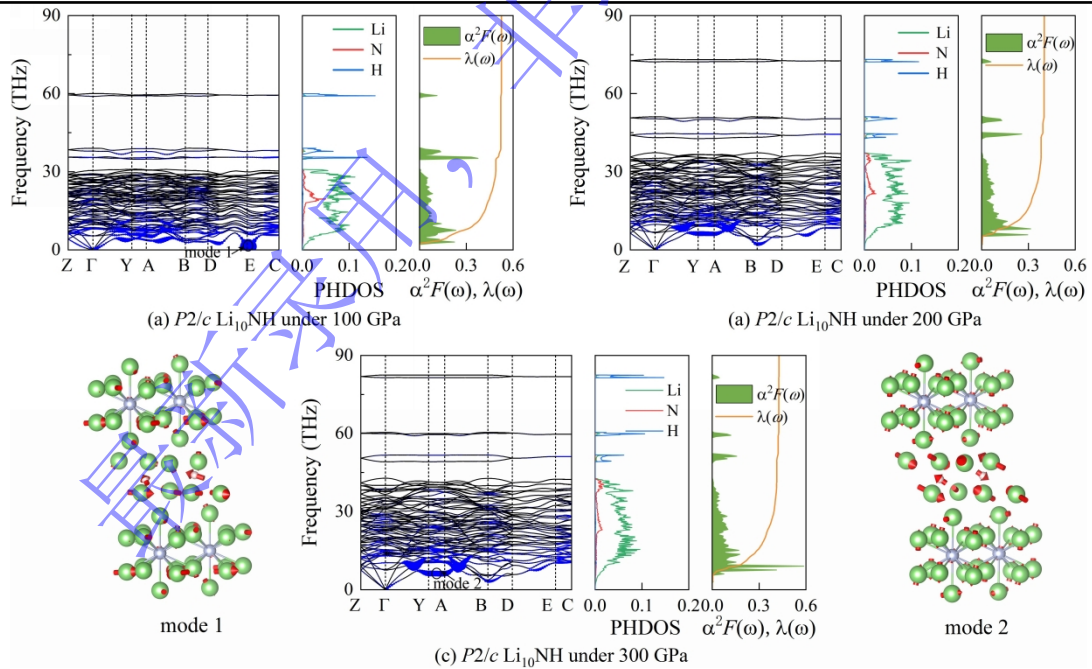 90
60
30
0
Frequency (THz)
mode 1
Z Γ Y A B D E C
Li
N
H
0.0 0.1 0.20
PHDOS
α²F(ω)
λ(ω)
0.0 0.3 0.6
α²F(ω), λ(ω)
(a) P2/c Li₁₀NH under 100 GPa
90
60
30
0
Frequency (THz)
Z Γ Y A B D E C
Li
N
H
0.0 0.1 0.20
PHDOS
α²F(ω)
λ(ω)
0.0 0.3 0.6
α²F(ω), λ(ω)
(a) P2/c Li₁₀NH under 200 GPa
mode 1
90
60
30
0
Frequency (THz)
mode 2
Z Γ Y A B D E C
Li
N
H
0.0 0.1 0.20
PHDOS
α²F(ω)
λ(ω)
0.0 0.3 0.6
α²F(ω), λ(ω)
(c) P2/c Li₁₀NH under 300 GPa
mode 2